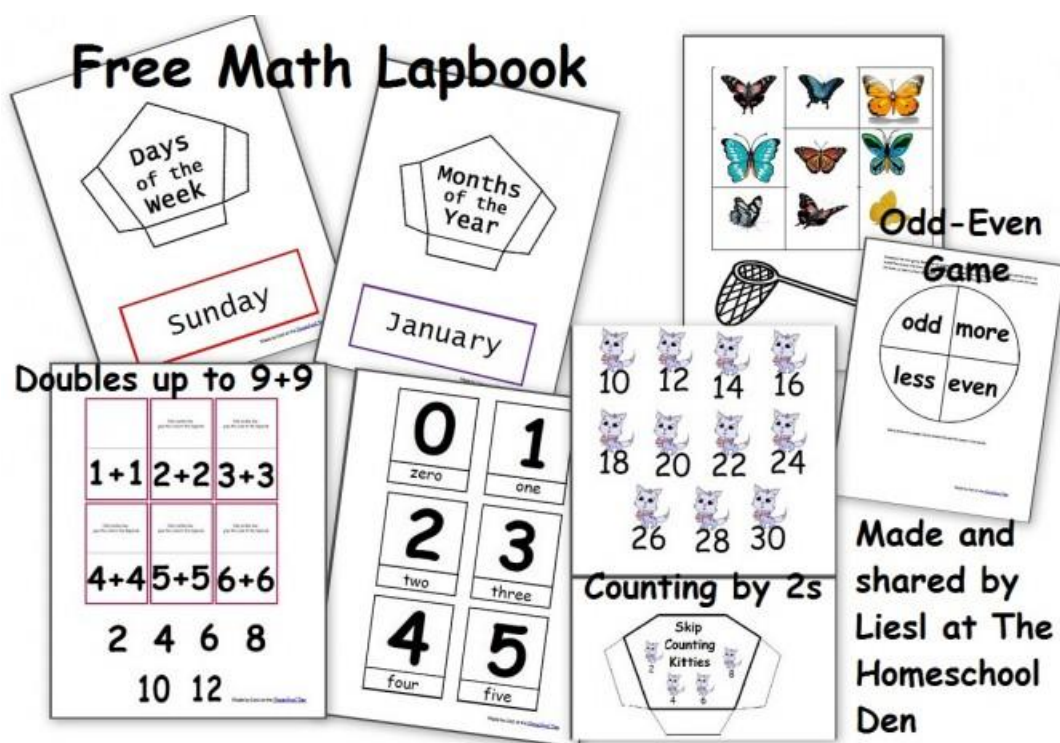 Free Math Lapbook
Days
of the
Week
Sunday
Months
of the
Year
January
Odd-Even
Game
odd more
less even
Doubles up to 9+9
1+1 2+2 3+3
4+4 5+5 6+6
2 4 6 8
10 12
0
zero
1
one
2
two
3
three
4
four
5
five
10 12 14 16
18 20 22 24
26 28 30
Counting by 2s
Skip
Counting
Kitties
2 8
4 6
Made and
shared by
Liesl at The
Homeschool
Den